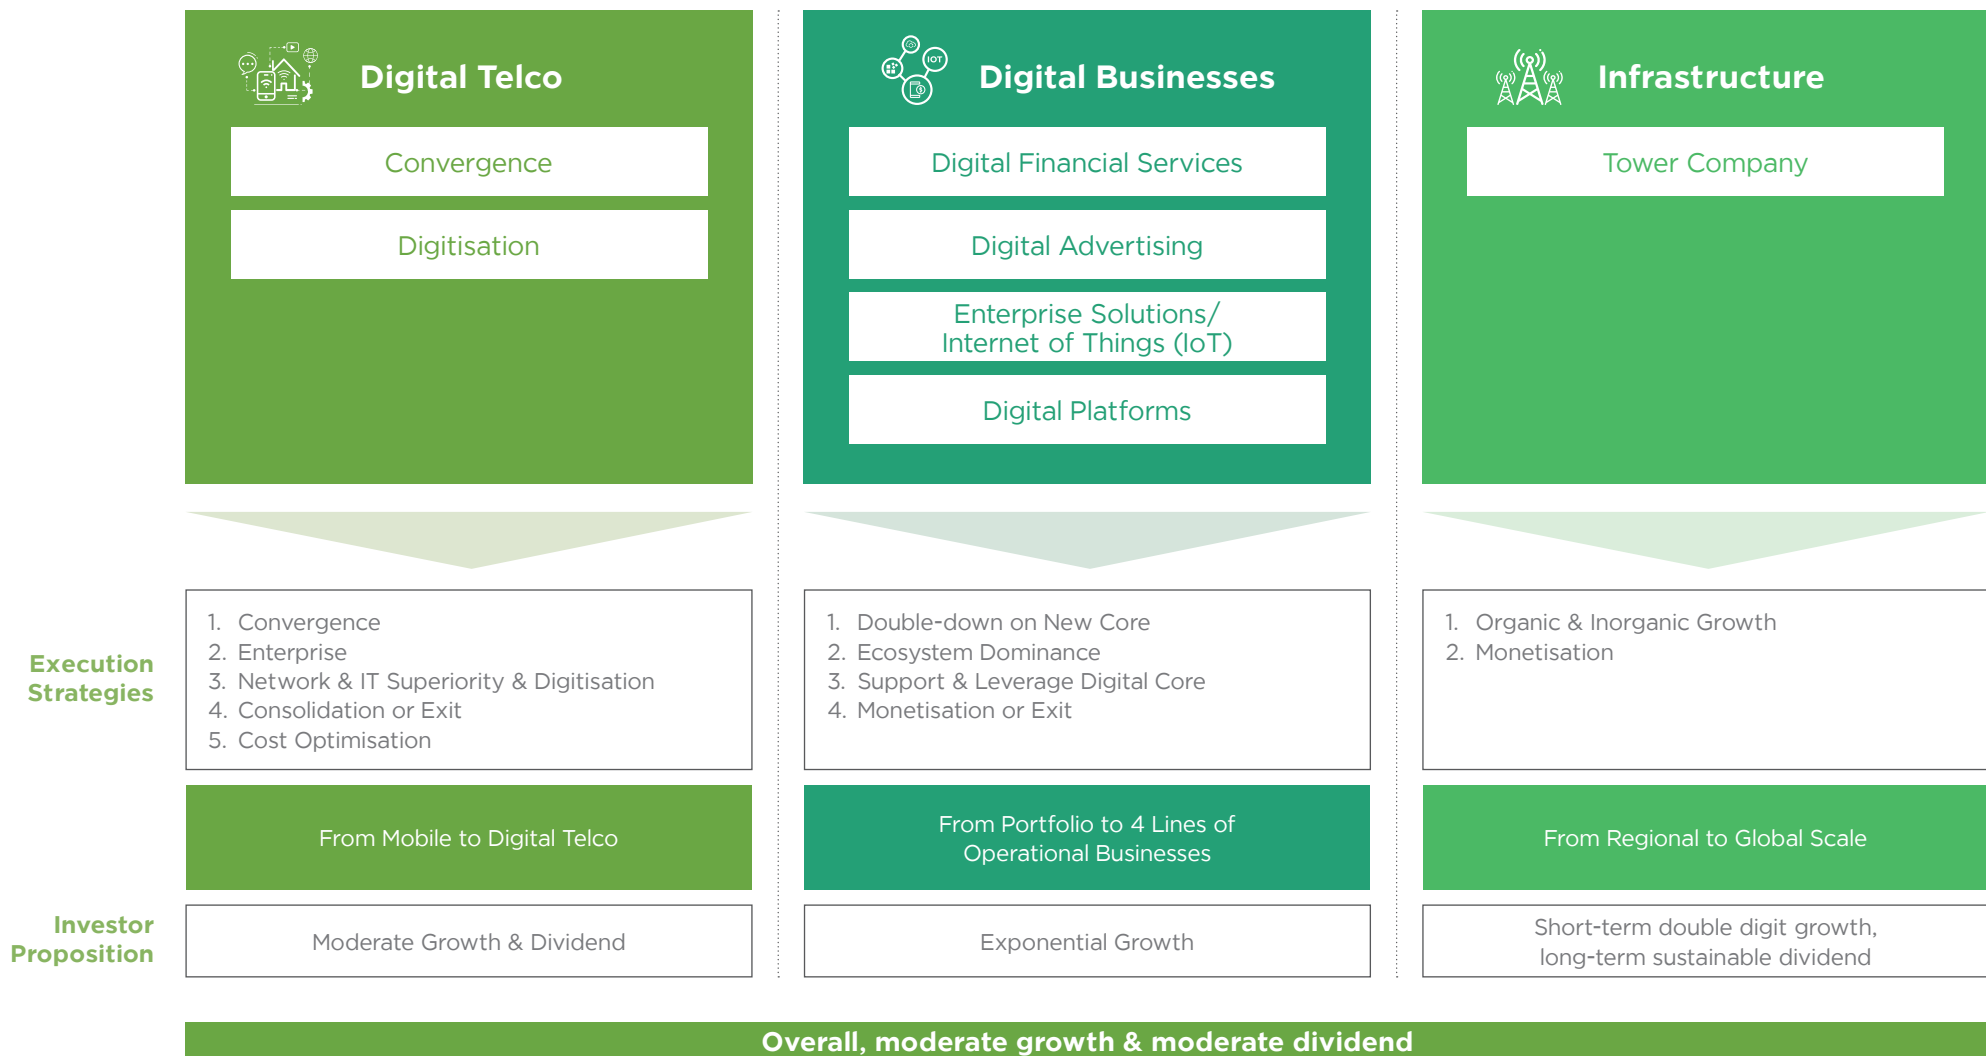 Digital Telco
Convergence
Digitisation
IOT
Digital Businesses
Digital Financial Services
Digital Advertising
Enterprise Solutions/
Internet of Things (IoT)
Digital Platforms
Infrastructure
Tower Company
Execution
Strategies
1. Convergence
2. Enterprise
3. Network & IT Superiority & Digitisation
4. Consolidation or Exit
5. Cost Optimisation
1. Double-down on New Core
2. Ecosystem Dominance
3. Support & Leverage Digital Core
4. Monetisation or Exit
1. Organic & Inorganic Growth
2. Monetisation
From Mobile to Digital Telco
From Portfolio to 4 Lines of
Operational Businesses
From Regional to Global Scale
Investor
Proposition
Moderate Growth & Dividend
Exponential Growth
Short-term double digit growth,
long-term sustainable dividend
Overall, moderate growth & moderate dividend